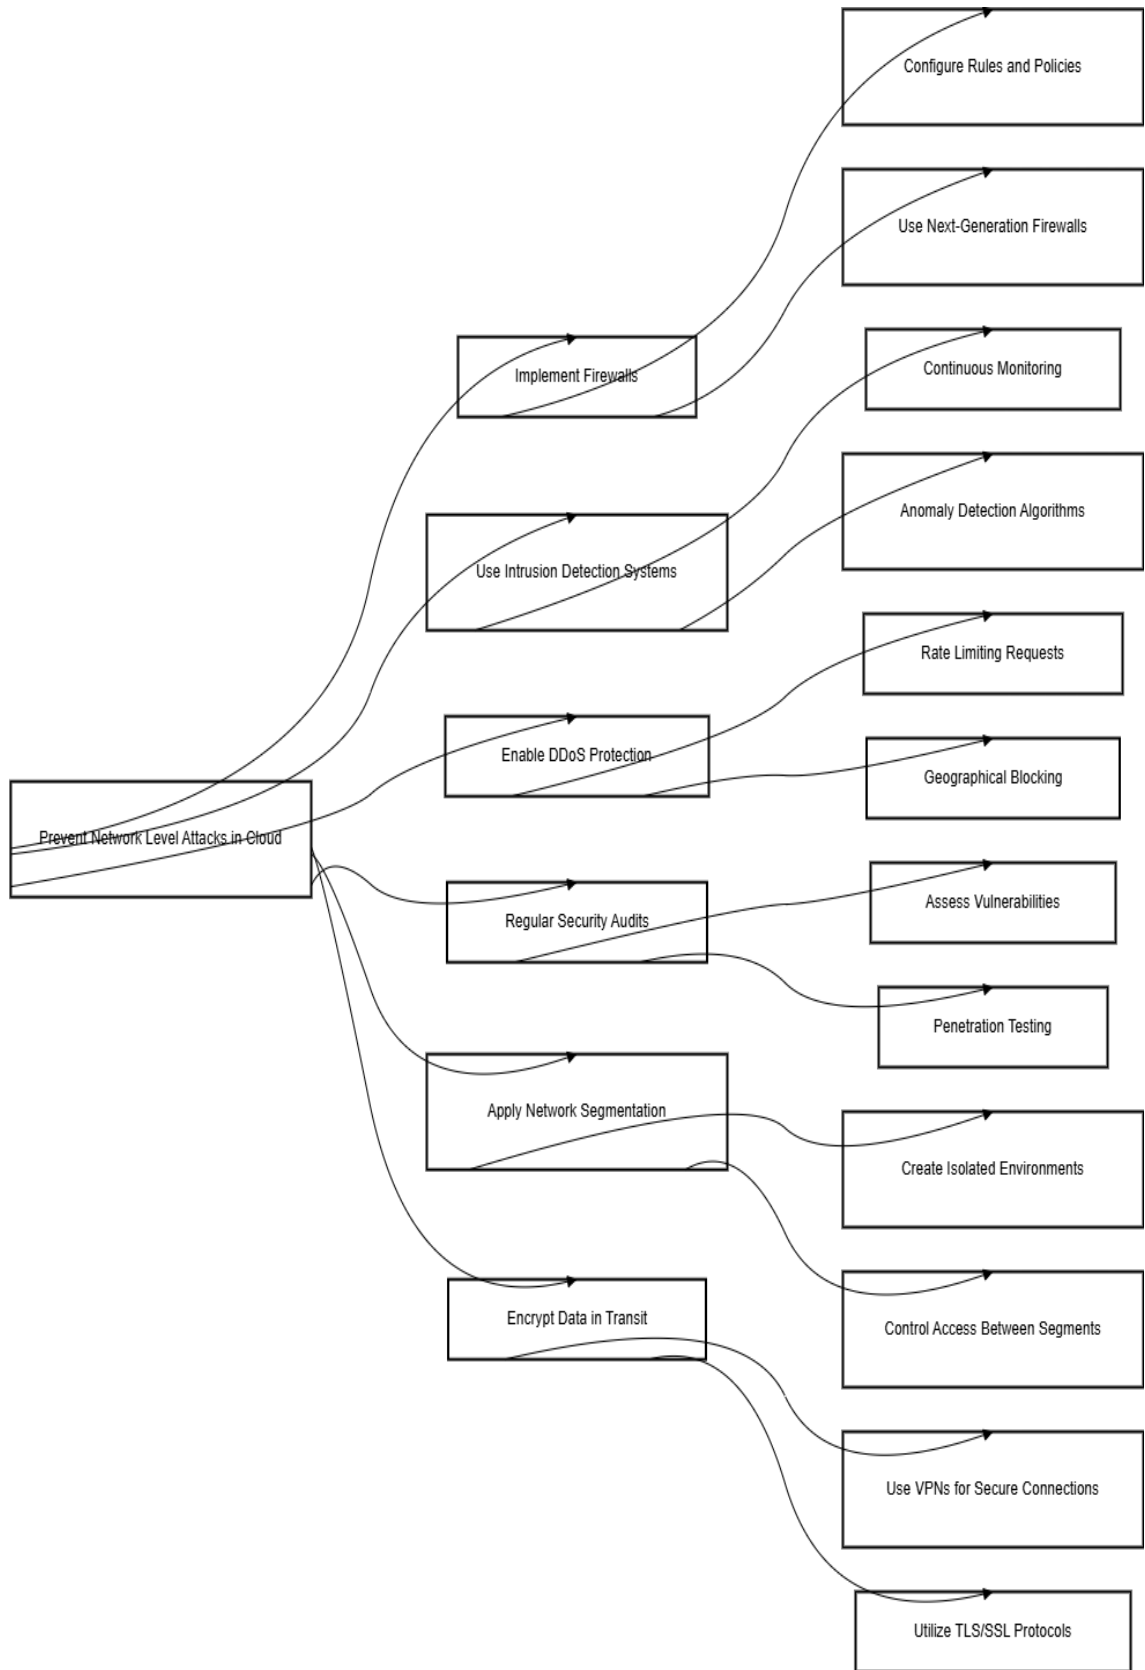 Prevent Network Level Attacks in Cloud
Implement Firewalls
Use Intrusion Detection Systems
Enable DDoS Protection
Regular Security Audits
Apply Network Segmentation
Encrypt Data in Transit
Configure Rules and Policies
Use Next-Generation Firewalls
Continuous Monitoring
Anomaly Detection Algorithms
Rate Limiting Requests
Geographical Blocking
Assess Vulnerabilities
Penetration Testing
Create Isolated Environments
Control Access Between Segments
Use VPNs for Secure Connections
Utilize TLS/SSL Protocols